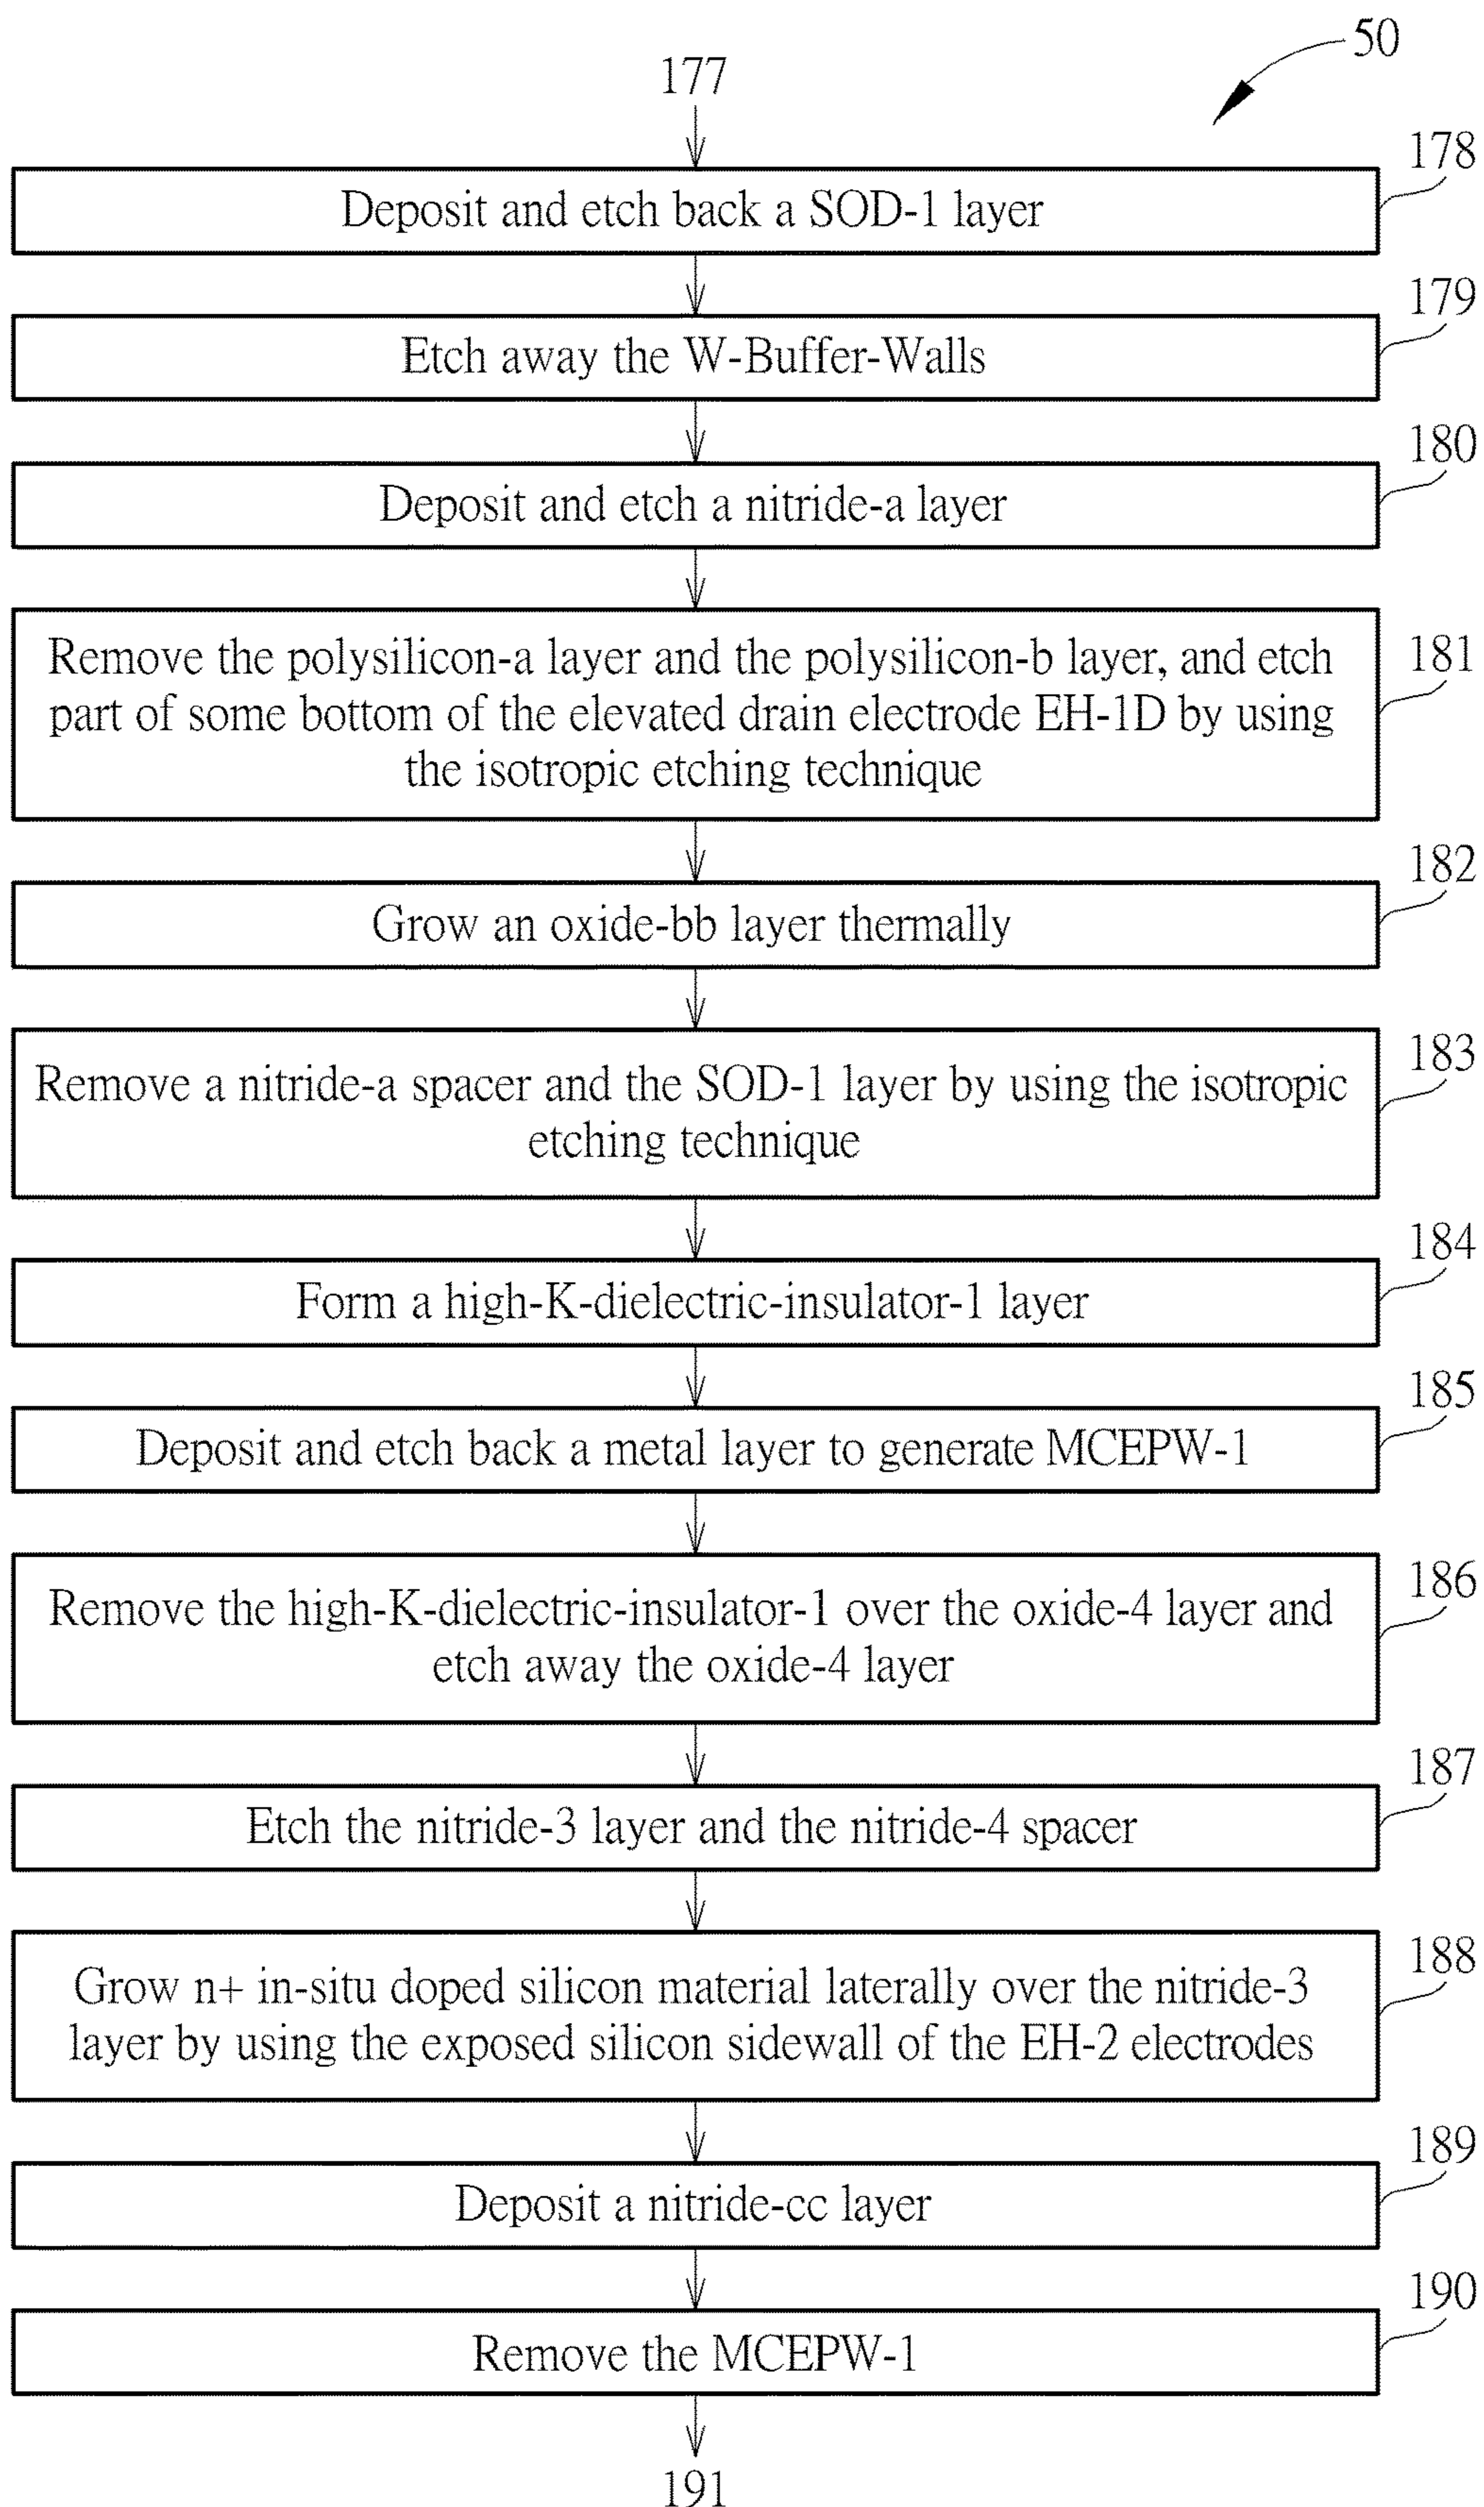 50
177
178
Deposit and etch back a SOD-1 layer
179
Etch away the W-Buffer-Walls
180
Deposit and etch a nitride-a layer
181
Remove the polysilicon-a layer and the polysilicon-b layer, and etch
part of some bottom of the elevated drain electrode EH-1D by using
the isotropic etching technique
182
Grow an oxide-bb layer thermally
183
Remove a nitride-a spacer and the SOD-1 layer by using the isotropic
etching technique
184
Form a high-K-dielectric-insulator-1 layer
185
Deposit and etch back a metal layer to generate MCEPW-1
186
Remove the high-K-dielectric-insulator-1 over the oxide-4 layer and
etch away the oxide-4 layer
187
Etch the nitride-3 layer and the nitride-4 spacer
188
Grow n+ in-situ doped silicon material laterally over the nitride-3
layer by using the exposed silicon sidewall of the EH-2 electrodes
189
Deposit a nitride-cc layer
190
Remove the MCEPW-1
191